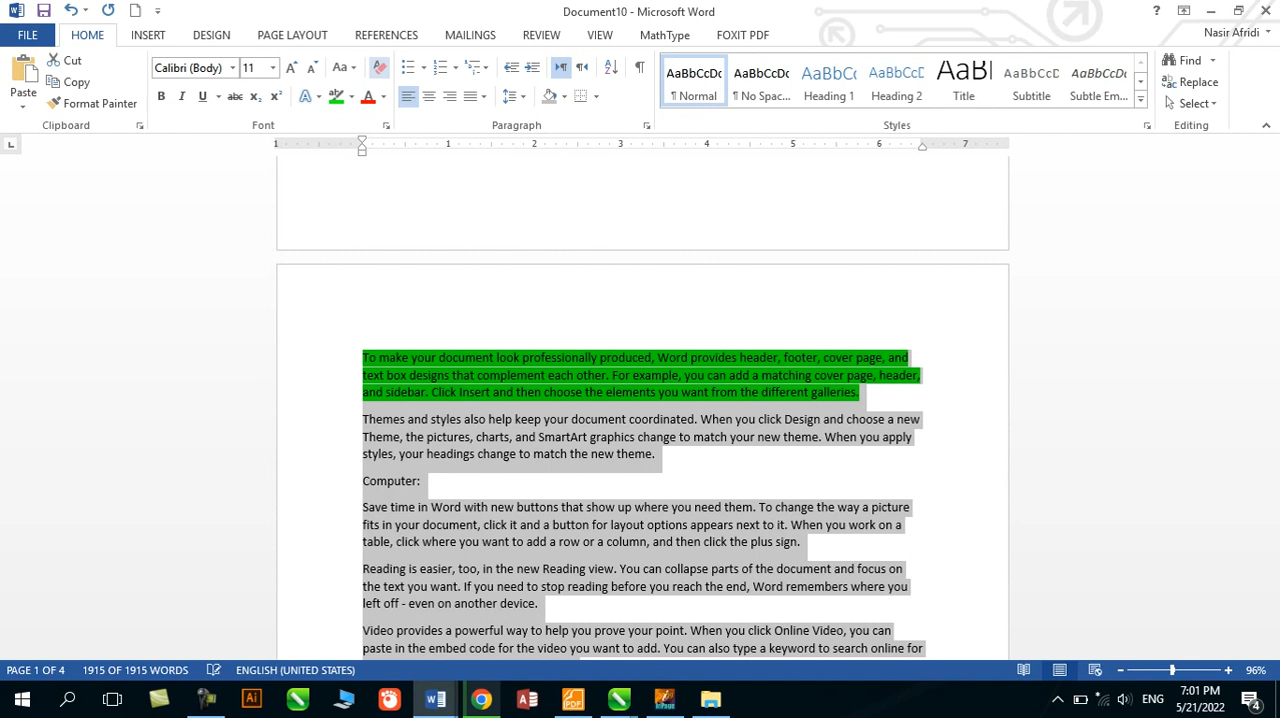 Document10 - Microsoft Word
Nasir Afridi
FILE HOME INSERT DESIGN PAGE LAYOUT REFERENCES MAILINGS REVIEW VIEW MathType FOXIT PDF
Paste
Cut
Copy
Format Painter
Clipboard
Calibri (Body) 11
Font
Paragraph
AaBbCcDc AaBbCcDc AaBbCc AaBbCcD AaBl AaBbCcD AaBbCcDc
¶ Normal ¶ No Spac... Heading 1 Heading 2 Title Subtitle Subtle Em...
Styles
Find
Replace
Select
Editing
1 1 2 3 4 5 6 7
To make your document look professionally produced, Word provides header, footer, cover page, and
text box designs that complement each other. For example, you can add a matching cover page, header,
and sidebar. Click Insert and then choose the elements you want from the different galleries.
Themes and styles also help keep your document coordinated. When you click Design and choose a new
Theme, the pictures, charts, and SmartArt graphics change to match your new theme. When you apply
styles, your headings change to match the new theme.
Computer:
Save time in Word with new buttons that show up where you need them. To change the way a picture
fits in your document, click it and a button for layout options appears next to it. When you work on a
table, click where you want to add a row or a column, and then click the plus sign.
Reading is easier, too, in the new Reading view. You can collapse parts of the document and focus on
the text you want. If you need to stop reading before you reach the end, Word remembers where you
left off - even on another device.
Video provides a powerful way to help you prove your point. When you click Online Video, you can
paste in the embed code for the video you want to add. You can also type a keyword to search online for
PAGE 1 OF 4 1915 OF 1915 WORDS ENGLISH (UNITED STATES) 96%
ENG
7:01 PM
5/21/2022
4